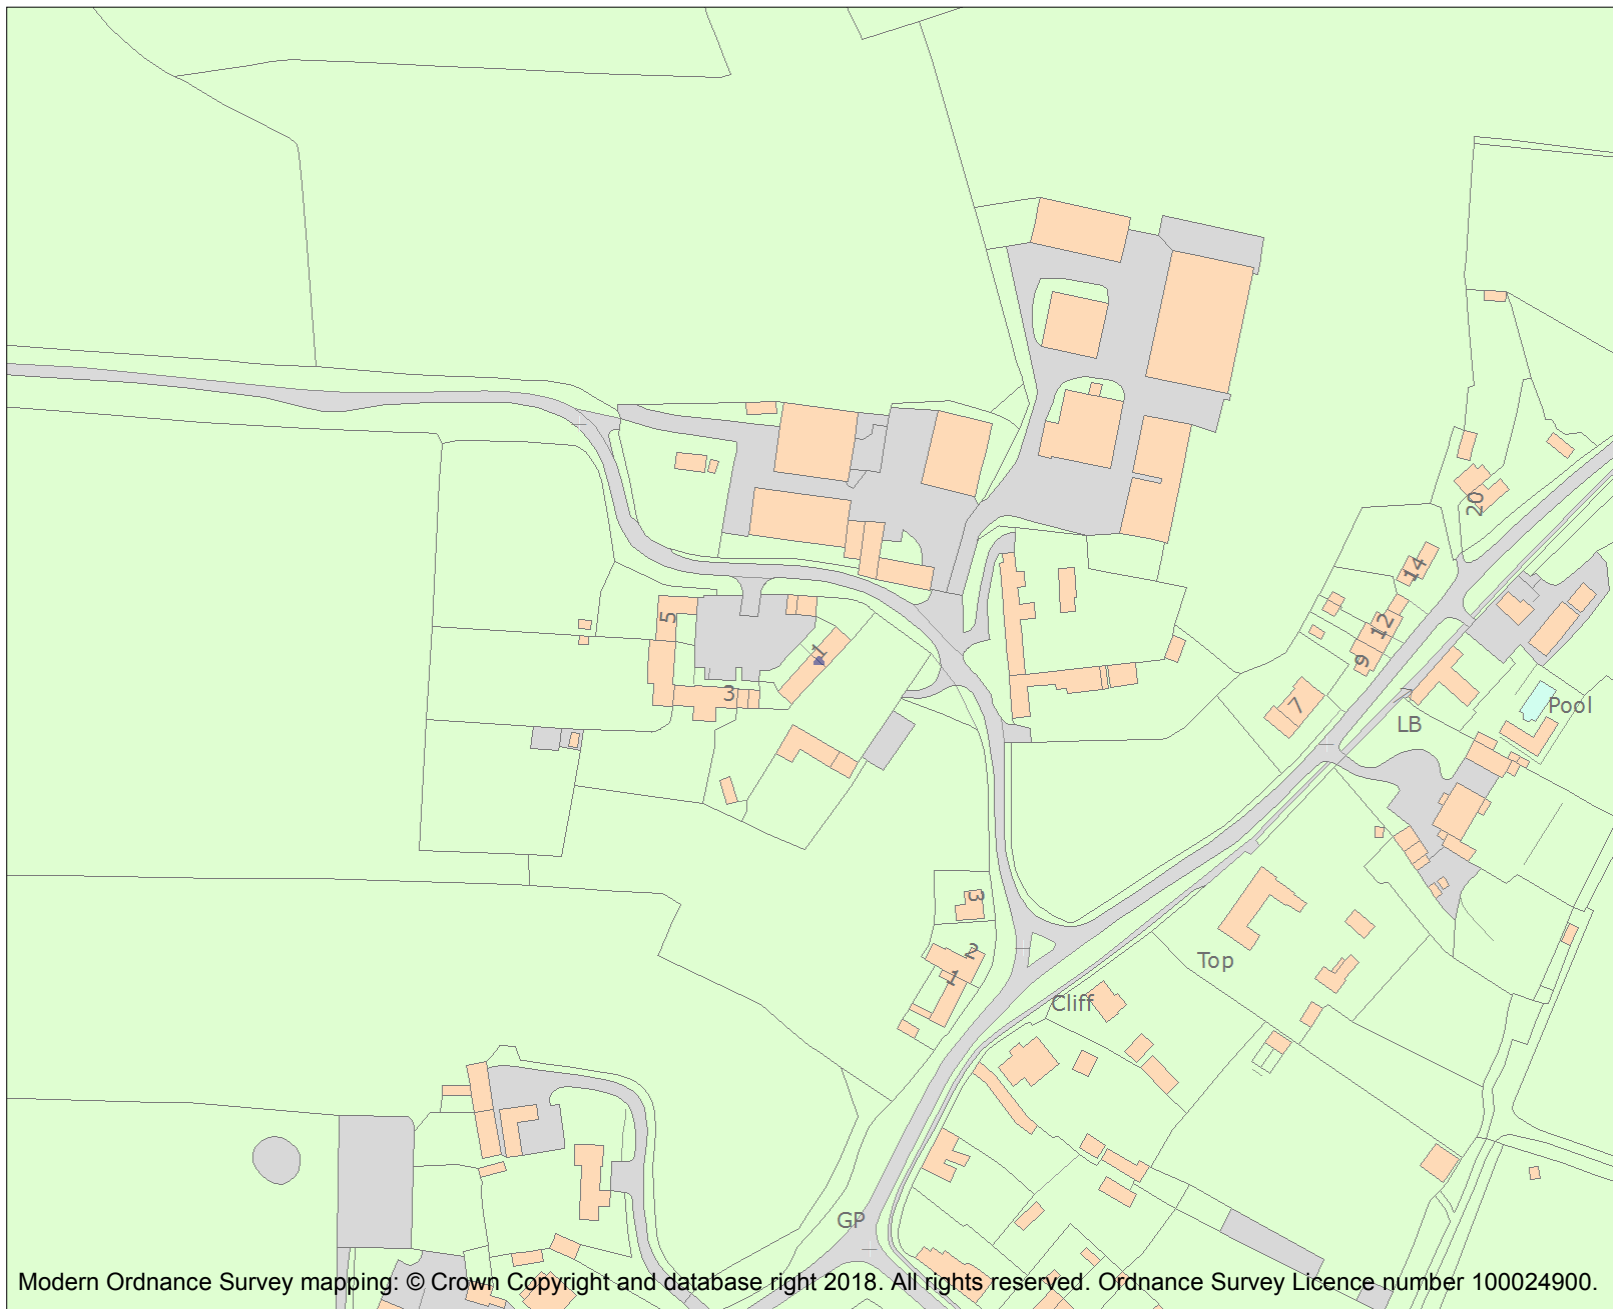 20
14
12
9
7
5
1
3
LB
Pool
3
2
1
Top
Cliff
GP
Modern Ordnance Survey mapping: © Crown Copyright and database right 2018. All rights reserved. Ordnance Survey Licence number 100024900.